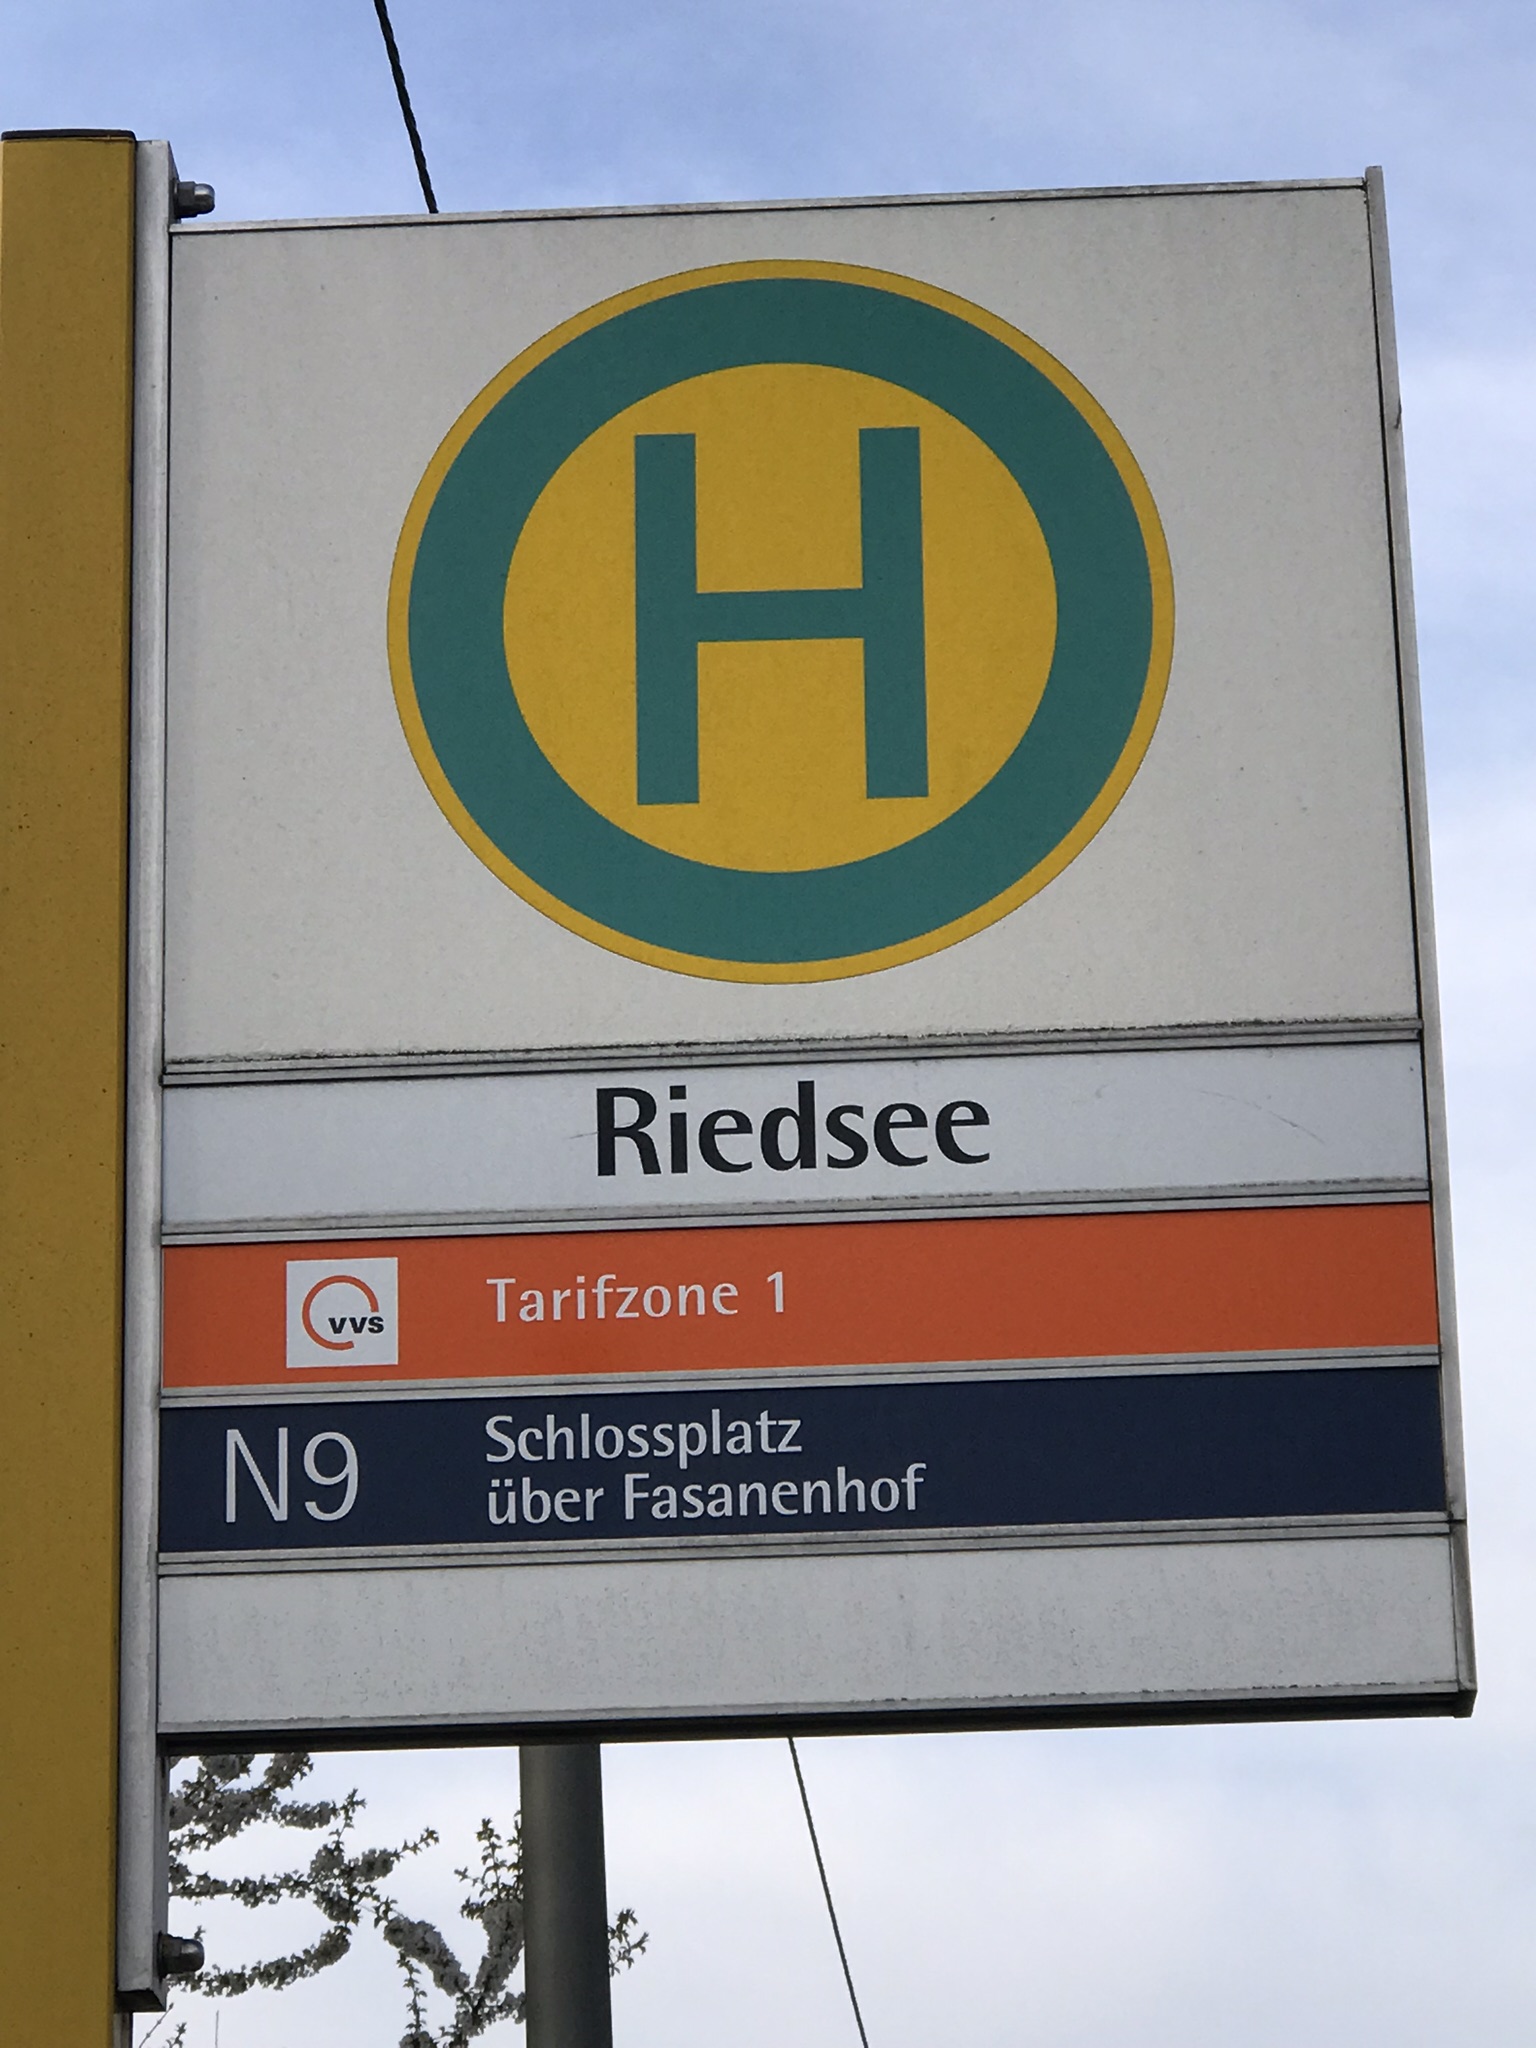 H
Riedsee
VVS Tarifzone 1
N9 Schlossplatz
über Fasanenhof